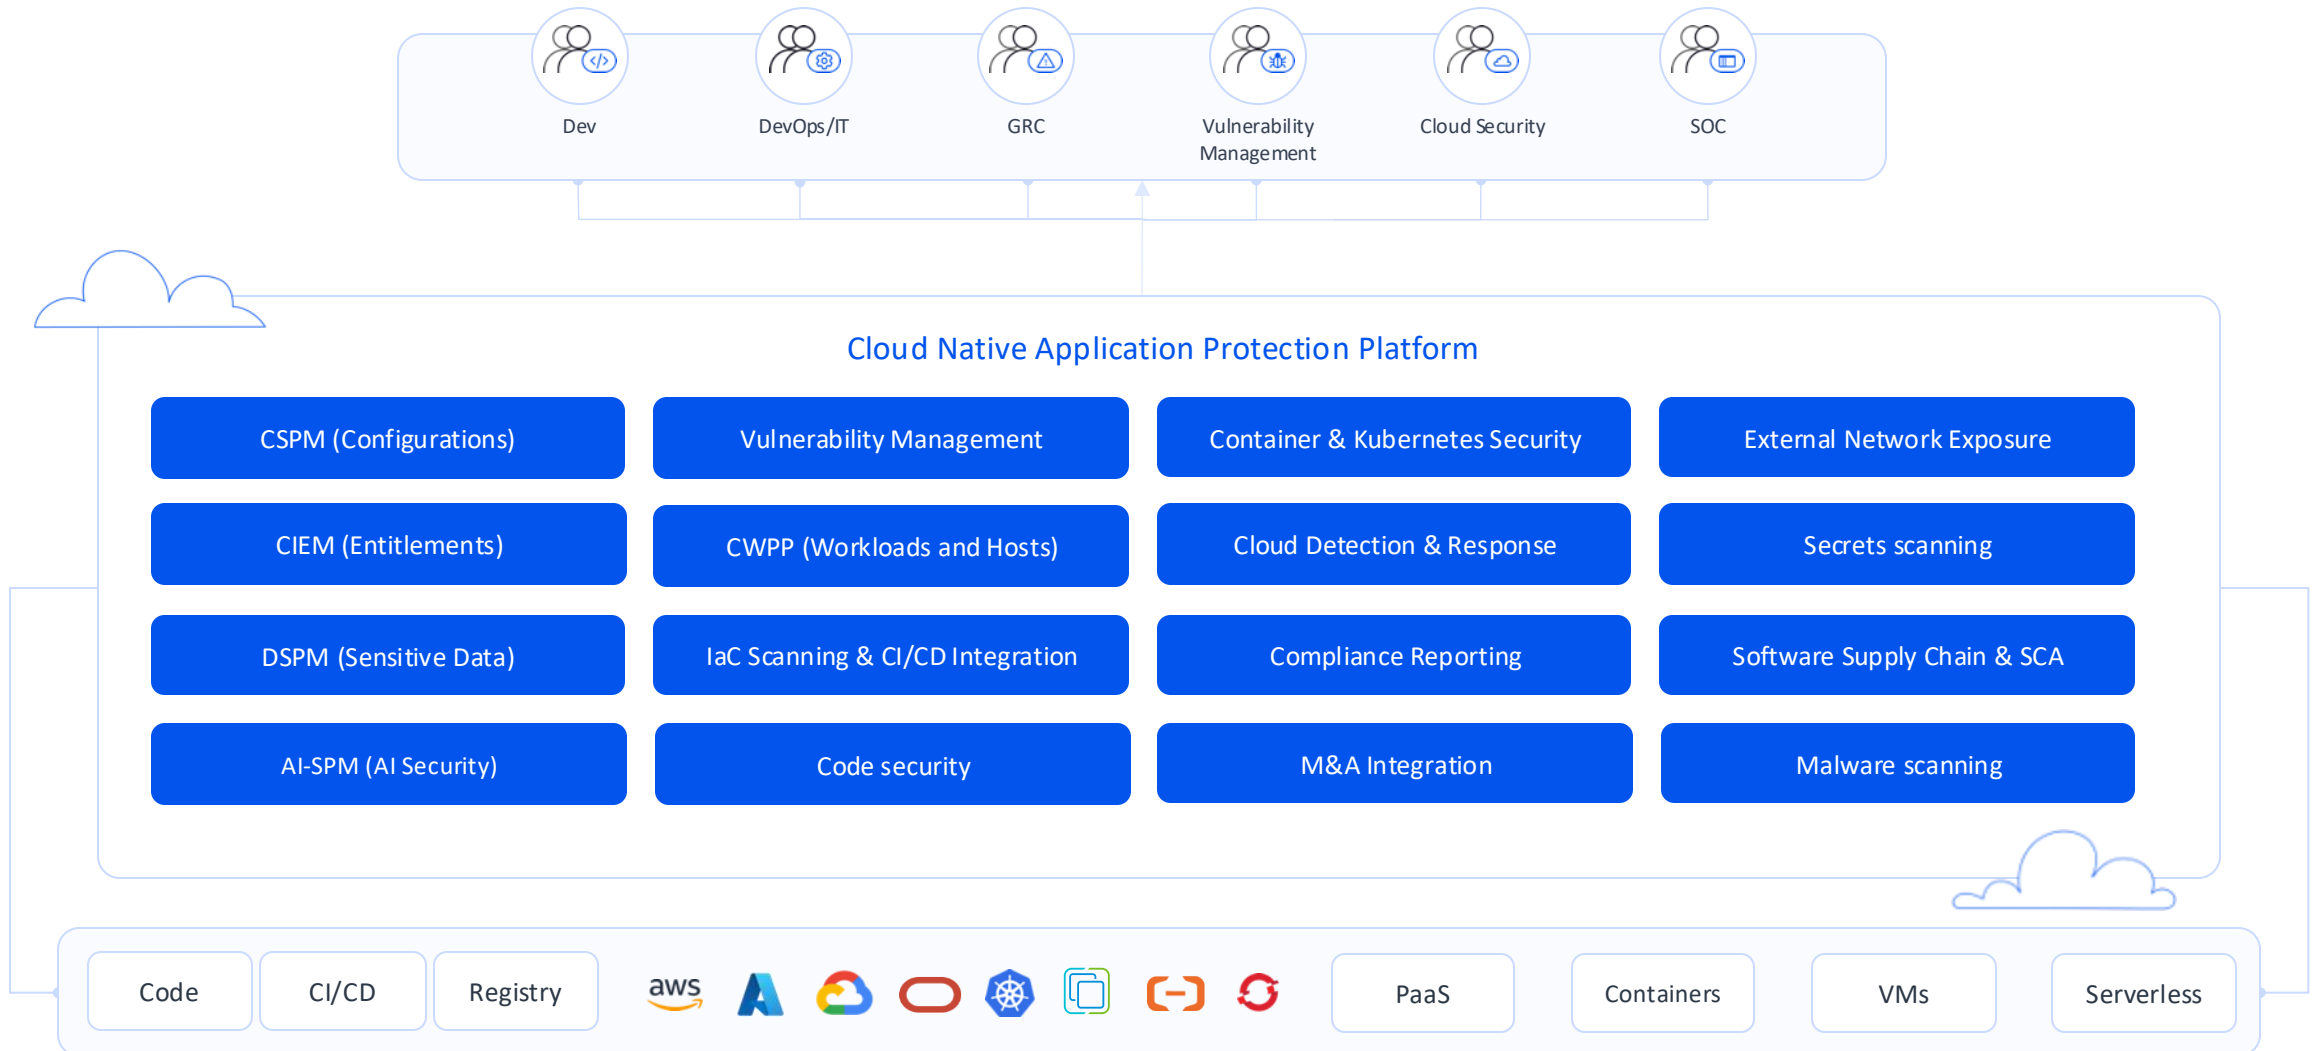 Dev
DevOps/IT
GRC
Vulnerability
Management
Cloud Security
SOC
Cloud Native Application Protection Platform
CSPM (Configurations)
Vulnerability Management
Container & Kubernetes Security
External Network Exposure
CIEM (Entitlements)
CWPP (Workloads and Hosts)
Cloud Detection & Response
Secrets scanning
DSPM (Sensitive Data)
IaC Scanning & CI/CD Integration
Compliance Reporting
Software Supply Chain & SCA
AI-SPM (AI Security)
Code security
M&A Integration
Malware scanning
Code
CI/CD
Registry
aws
PaaS
Containers
VMs
Serverless